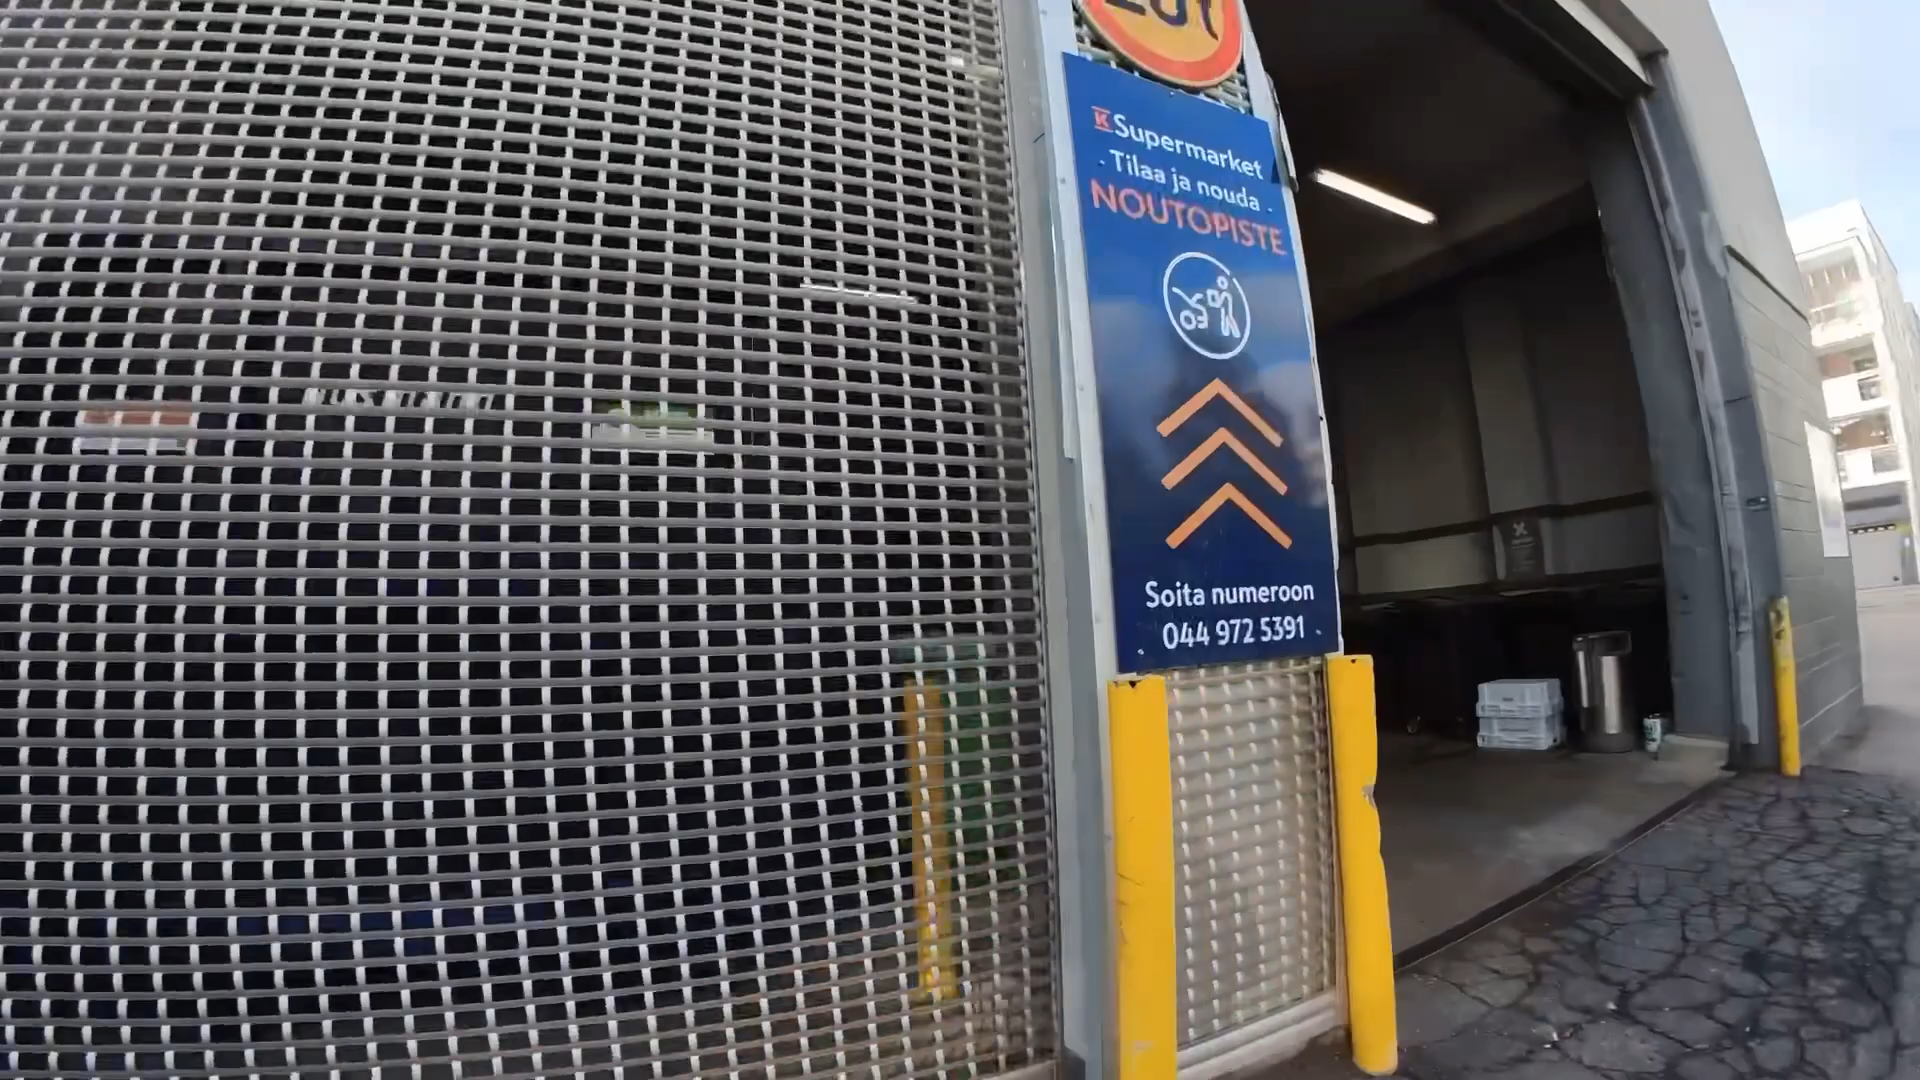 K Supermarket
Tilaa ja nouda
NOUTOPISTE
Soita numeroon
044 972 5391